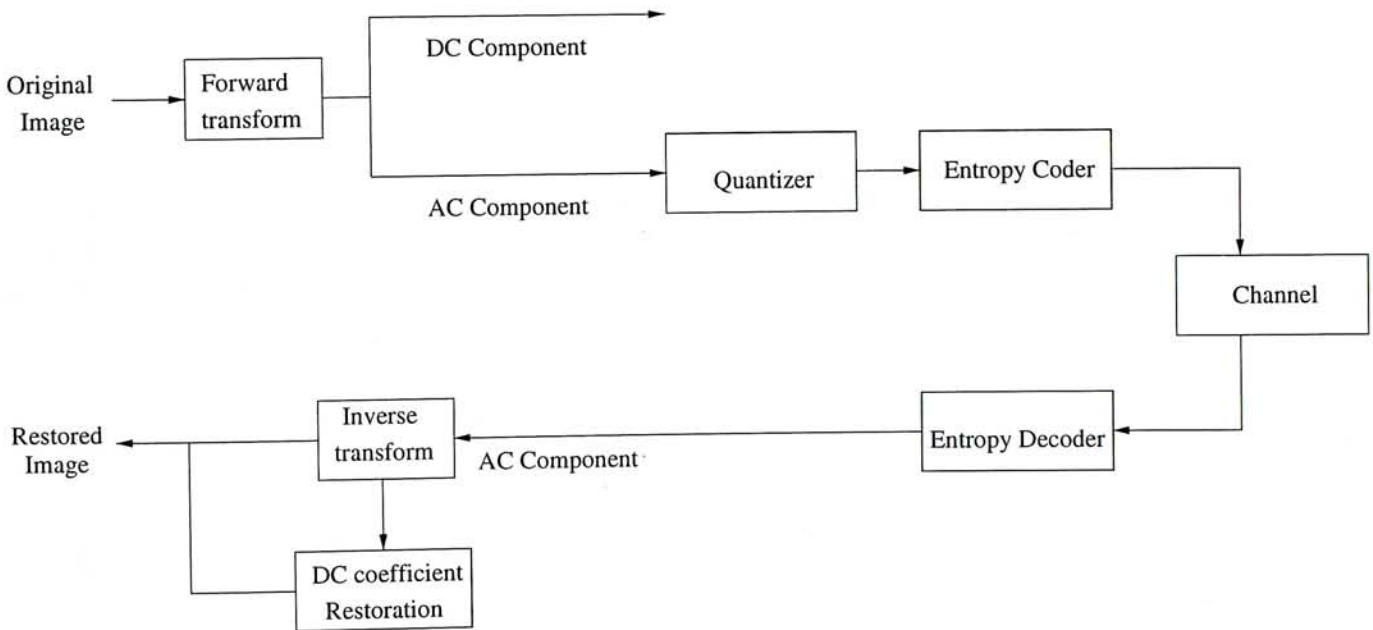 DC Component
Original
Image
Forward
transform
AC Component
Quantizer
Entropy Coder
Channel
Restored
Image
Inverse
transform
AC Component
Entropy Decoder
DC coefficient
Restoration